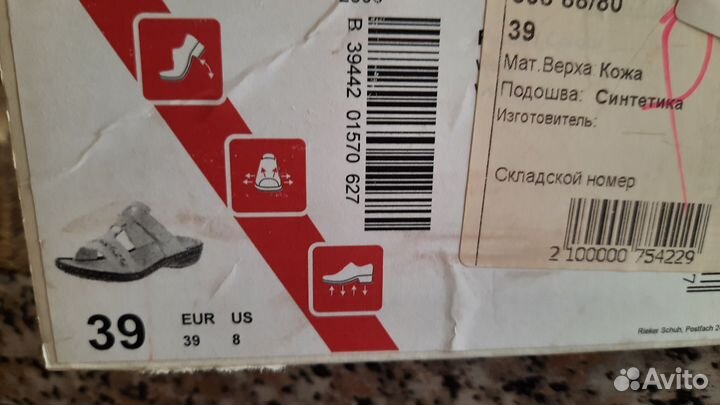 39
Мат.Верха Кожа
Подошва: Синтетика
Изготовитель:
Складской номер
2 100000 754229
B 39442 01570 627
39
EUR US
39 8
Rieker Schuh, Postfach
Avito